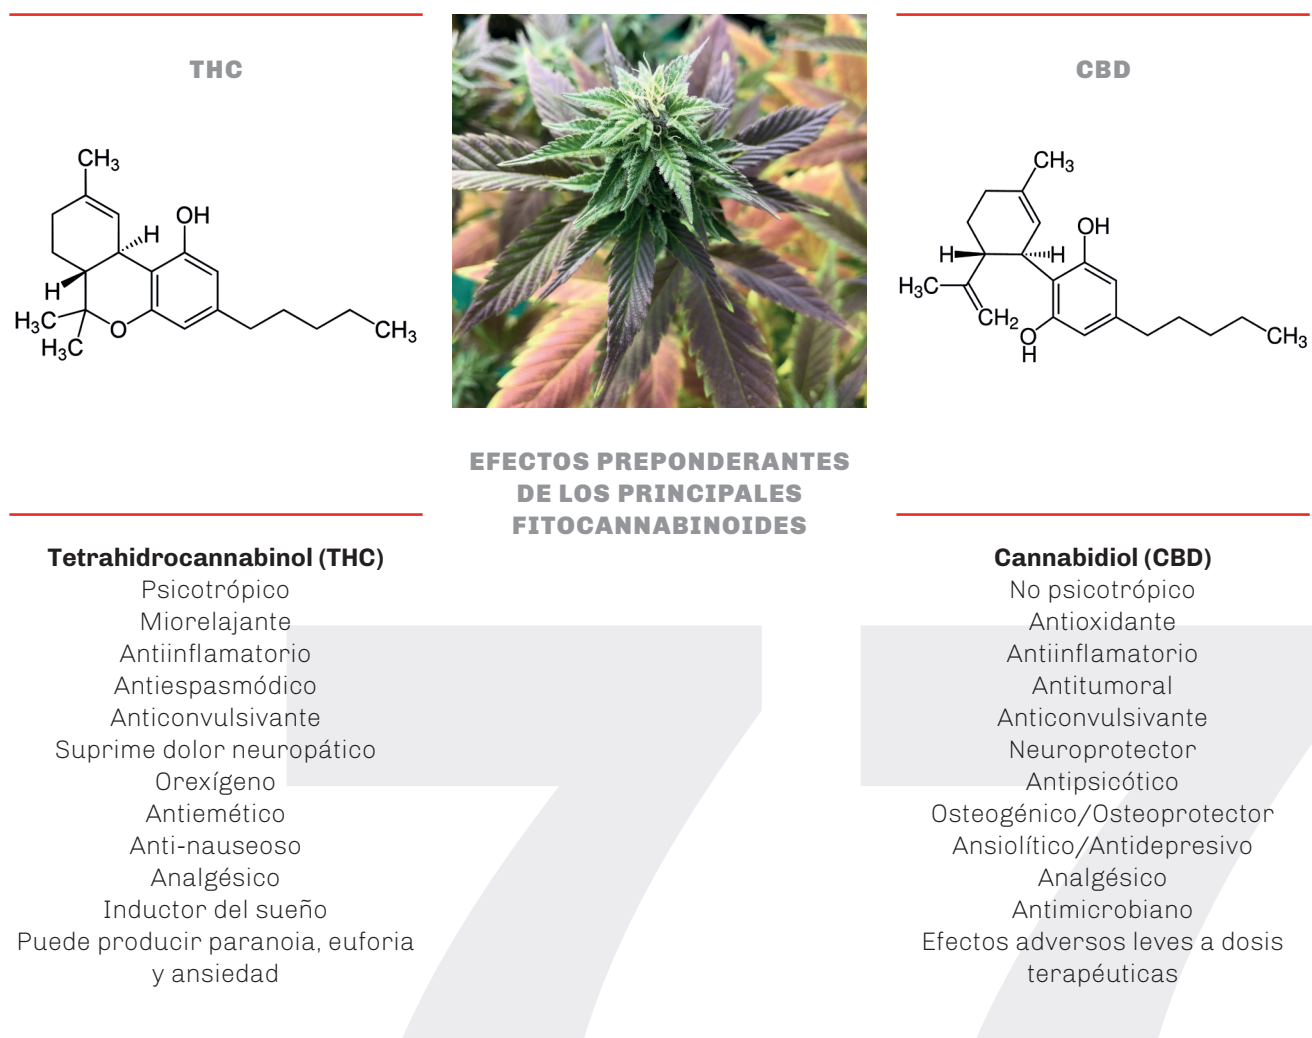 THC
CH3
OH
H
H
H3C
H3C
O
CH3
CBD
CH3
OH
H
H
H3C
CH2
O
H
CH3
EFECTOS PREPONDERANTES
DE LOS PRINCIPALES
FITOCANNABINOIDES
Tetrahidrocannabinol (THC)
Psicotrópico
Miorelajante
Antiinflamatorio
Antiespasmódico
Anticonvulsivante
Suprime dolor neuropático
Orexígeno
Antiemético
Anti-nauseoso
Analgésico
Inductor del sueño
Puede producir paranoia, euforia
y ansiedad
Cannabidiol (CBD)
No psicotrópico
Antioxidante
Antiinflamatorio
Antitumoral
Anticonvulsivante
Neuroprotector
Antipsicótico
Osteogénico/Osteoprotector
Ansiolítico/Antidepresivo
Analgésico
Antimicrobiano
Efectos adversos leves a dosis
terapéuticas
77